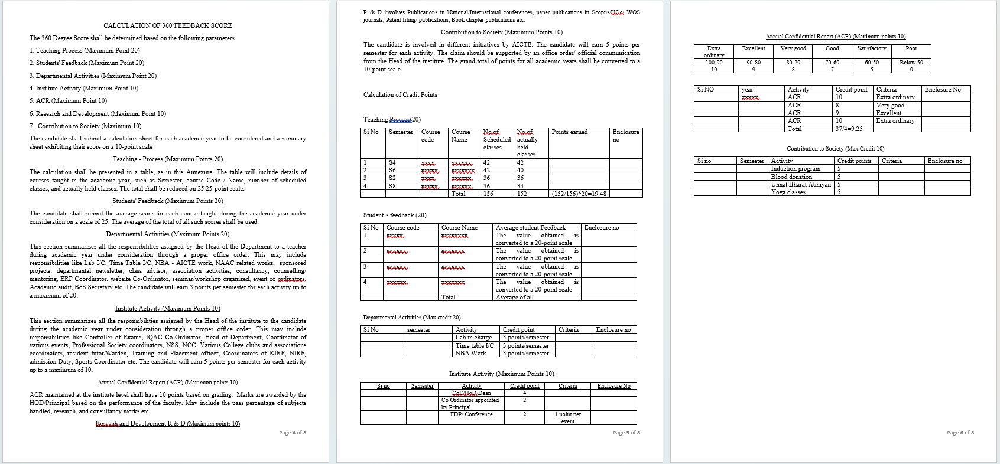 CALCULATION OF 360°FEEDBACK SCORE
The 360 Degree Score shall be determined based on the following parameters.
1. Teaching Process (Maximum Point 20)
2. Students' Feedback (Maximum Point 20)
3. Departmental Activities (Maximum Point 20)
4. Institute Activity (Maximum Point 10)
5. ACR (Maximum Point 10)
6. Research and Development (Maximum Point 10)
7. Contribution to Society (Maximum 10)
The candidate shall submit a calculation sheet for each academic year to be considered and a summary
sheet exhibiting their score on a 10-point scale
Teaching - Process (Maximum Points 20)
The calculation shall be presented in a table, as in this Annexure. The table will include details of
courses taught in the academic year, such as Semester, course Code / Name, number of scheduled
classes, and actually held classes. The total shall be reduced on 25 25-point scale.
Students' Feedback (Maximum Points 20)
The candidate shall submit the average score for each course taught during the academic year under
consideration on a scale of 25. The average of the total of all such scores shall be used.
Departmental Activities (Maximum Points 20)
This section summarizes all the responsibilities assigned by the Head of the Department to a teacher
during academic year under consideration through a proper office order. This may include
responsibilities like Lab I/C, Time Table I/C, NBA - AICTE work, NAAC related works, sponsored
projects, departmental newsletter, class advisor, association activities, consultancy, counselling/
mentoring, ERP Coordinator, website Co-Ordinator, seminar/workshop organized, event co ordinators,
Academic audit, BoS Secretary etc. The candidate will earn 3 points per semester for each activity up to
a maximum of 20:
Institute Activity (Maximum Points 10)
This section summarizes all the responsibilities assigned by the Head of the institute to the candidate
during the academic year under consideration through a proper office order. This may include
responsibilities like Controller of Exams, IQAC Co-Ordinator, Head of Department, Coordinator of
various events, Professional Society coordinators, NSS, NCC, Various College clubs and associations
coordinators, resident tutor/Warden, Training and Placement officer, Coordinators of KIRF, NIRF,
admission Duty, Sports Coordinator etc. The candidate will earn 5 points per semester for each activity
up to a maximum of 10.
Annual Confidential Report (ACR) (Maximum points 10)
ACR maintained at the institute level shall have 10 points based on grading. Marks are awarded by the
HOD/Principal based on the performance of the faculty. May include the pass percentage of subjects
handled, research, and consultancy works etc.
Reseach and Development R & D (Maximum points 10)
Page 4 of 8
R & D involves Publications in National/International conferences, paper publications in Scopus/UGc/ WOS
journals, Patent filing/ publications, Book chapter publications etc.
Contribution to Society (Maximum Points 10)
The candidate is involved in different initiatives by AICTE. The candidate will earn 5 points per
semester for each activity. The claim should be supported by an office order/ official communication
from the Head of the institute. The grand total of points for all academic years shall be converted to a
10-point scale.
Calculation of Credit Points
Teaching Process(20)
Si No Semester Course code Course Name No.of Scheduled classes No.of actually held classes Points earned Enclosure no
1 S4 xxxx xxxxxx 42 42
2 S6 xxxxx xxxxxxx 42 40
3 S2 xxxx xxxxxx 36 36
4 S8 xxxxx xxxxxx 36 34
Total 156 152 (152/156)*20=19.48
Student’s feedback (20)
Si No Course code Course Name Average student Feedback Enclosure no
1 xxxxx xxxxxxxx The value obtained is
converted to a 20-point scale
2 xxxxxx xxxxxxx The value obtained is
converted to a 20-point scale
3 xxxxxx xxxxxxx The value obtained is
converted to a 20-point scale
4 xxxxxx xxxxxxx The value obtained is
converted to a 20-point scale
Total Average of all
Departmental Activities (Max credit 20)
Si No semester Activity Credit point Criteria Enclosure no
Lab in charge 3 points/semester
Time table I/C 3 points/semester
NBA Work 3 points/semester
Institute Activity (Maximum Points 10)
Si no Semester Activity Credit point Criteria Enclosure No
CoE/HoD/Dean 4
Co Ordinator appointed by Principal 2
FDP/ Conference 2 1 point per event
Page 5 of 8
Annual Confidential Report (ACR) (Maximum points 10)
Extra ordinary Excellent Very good Good Satisfactory Poor
100-90 90-80 80-70 70-60 60-50 Below 50
10 9 8 7 5 0
Si NO year Activity Credit point Criteria Enclosure No
xxxxx ACR 10 Extra ordinary
ACR 8 Very good
ACR 9 Excellent
ACR 10 Extra ordinary
Total 37/4=9.25
Contribution to Society (Max Credit 10)
Si no Semester Activity Credit points Criteria Enclosure no
Induction program 5
Blood donation 5
Unnat Bharat Abhiyan 5
Yoga classes 5
Page 6 of 8